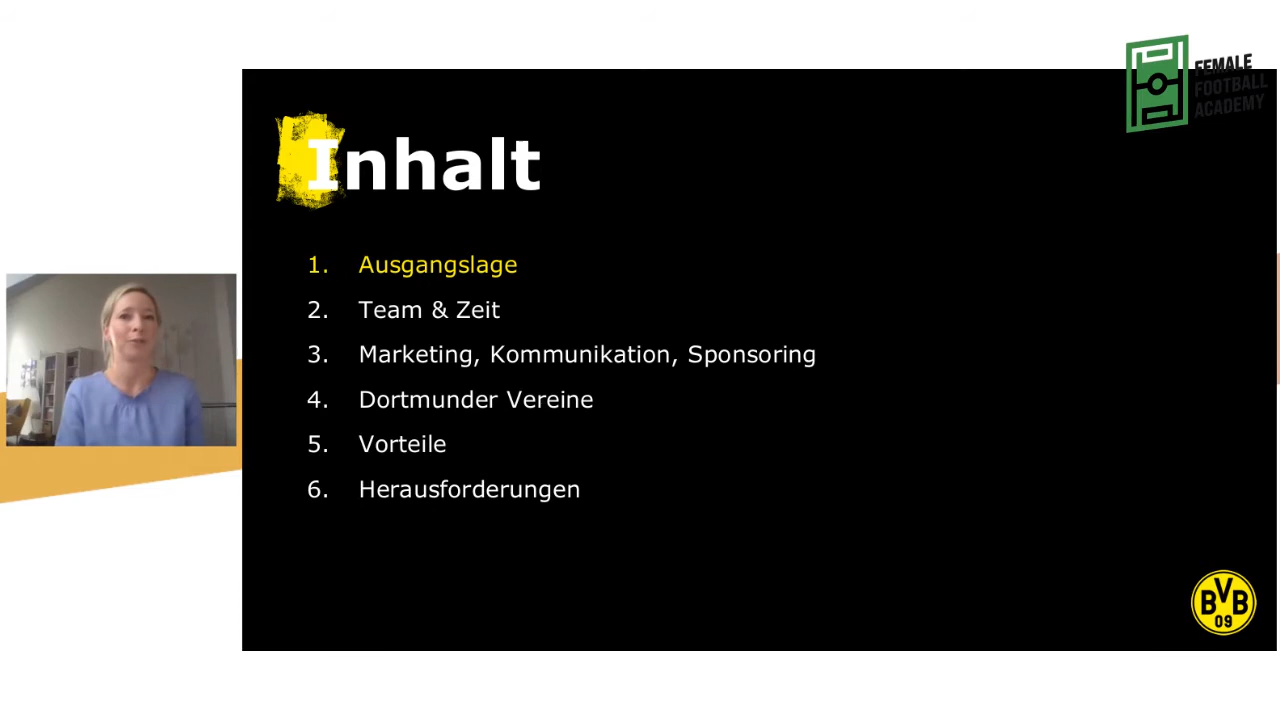 FEMALE
FOOTBALL
ACADEMY
Inhalt
1. Ausgangslage
2. Team & Zeit
3. Marketing, Kommunikation, Sponsoring
4. Dortmunder Vereine
5. Vorteile
6. Herausforderungen
BVB
09